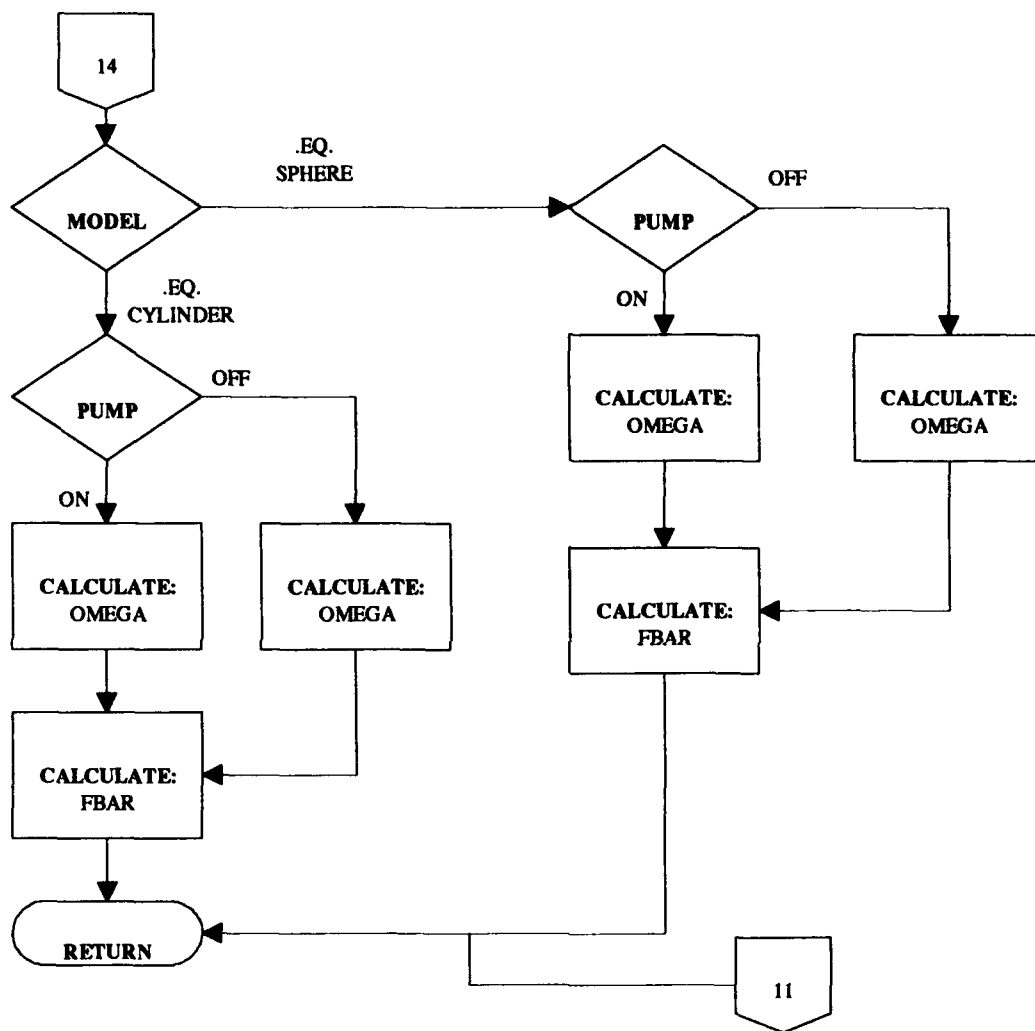 14
.EQ.
SPHERE
OFF
MODEL
PUMP
.EQ.
CYLINDER
ON
OFF
PUMP
CALCULATE:
OMEGA
CALCULATE:
OMEGA
ON
CALCULATE:
OMEGA
CALCULATE:
OMEGA
CALCULATE:
FBAR
CALCULATE:
FBAR
RETURN
11